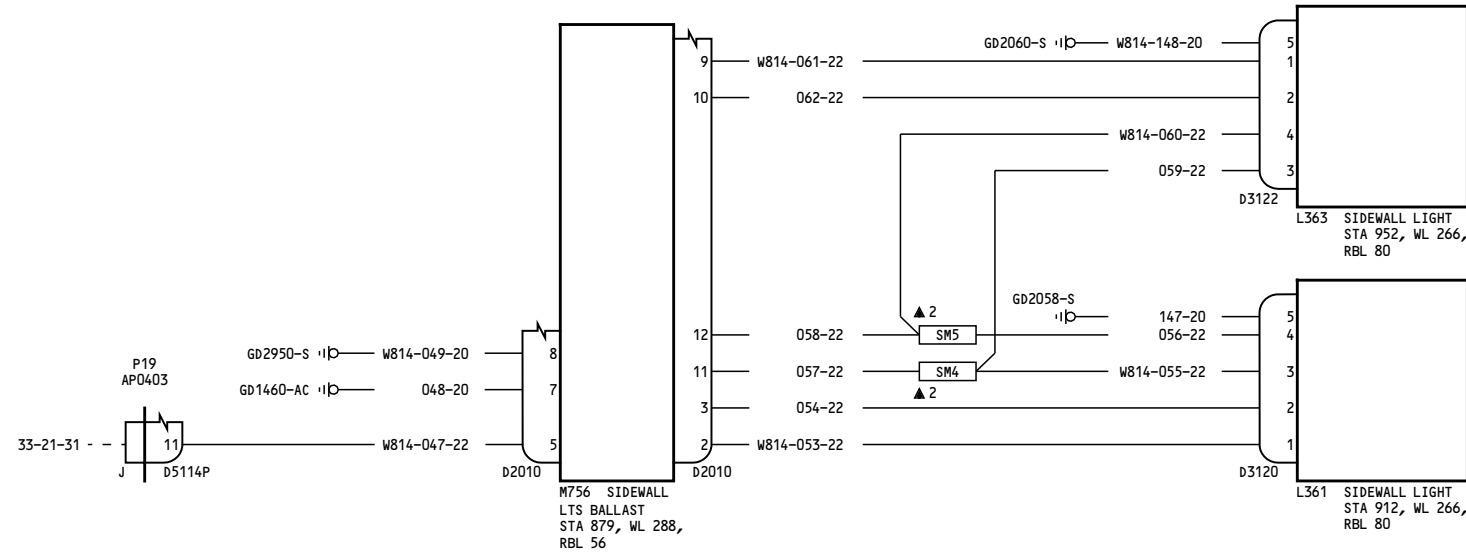 GD2060-S W814-148-20 5
9 W814-061-22 1
10 062-22 2
W814-060-22 4
059-22 3
D3122
L363 SIDEWALL LIGHT
STA 952, WL 266,
RBL 80
GD2058-S
2
147-20 5
12 058-22 SM5 056-22 4
GD2950-S W814-049-20 8
P19
AP0403
11 057-22 SM4 W814-055-22 3
2
GD1460-AC 048-20 7
3 054-22 2
33-21-31 11 W814-047-22 5
2 W814-053-22 1
J D5114P D2010 D2010 D3120
M756 SIDEWALL
LTS BALLAST
STA 879, WL 288,
RBL 56
L361 SIDEWALL LIGHT
STA 912, WL 266,
RBL 80